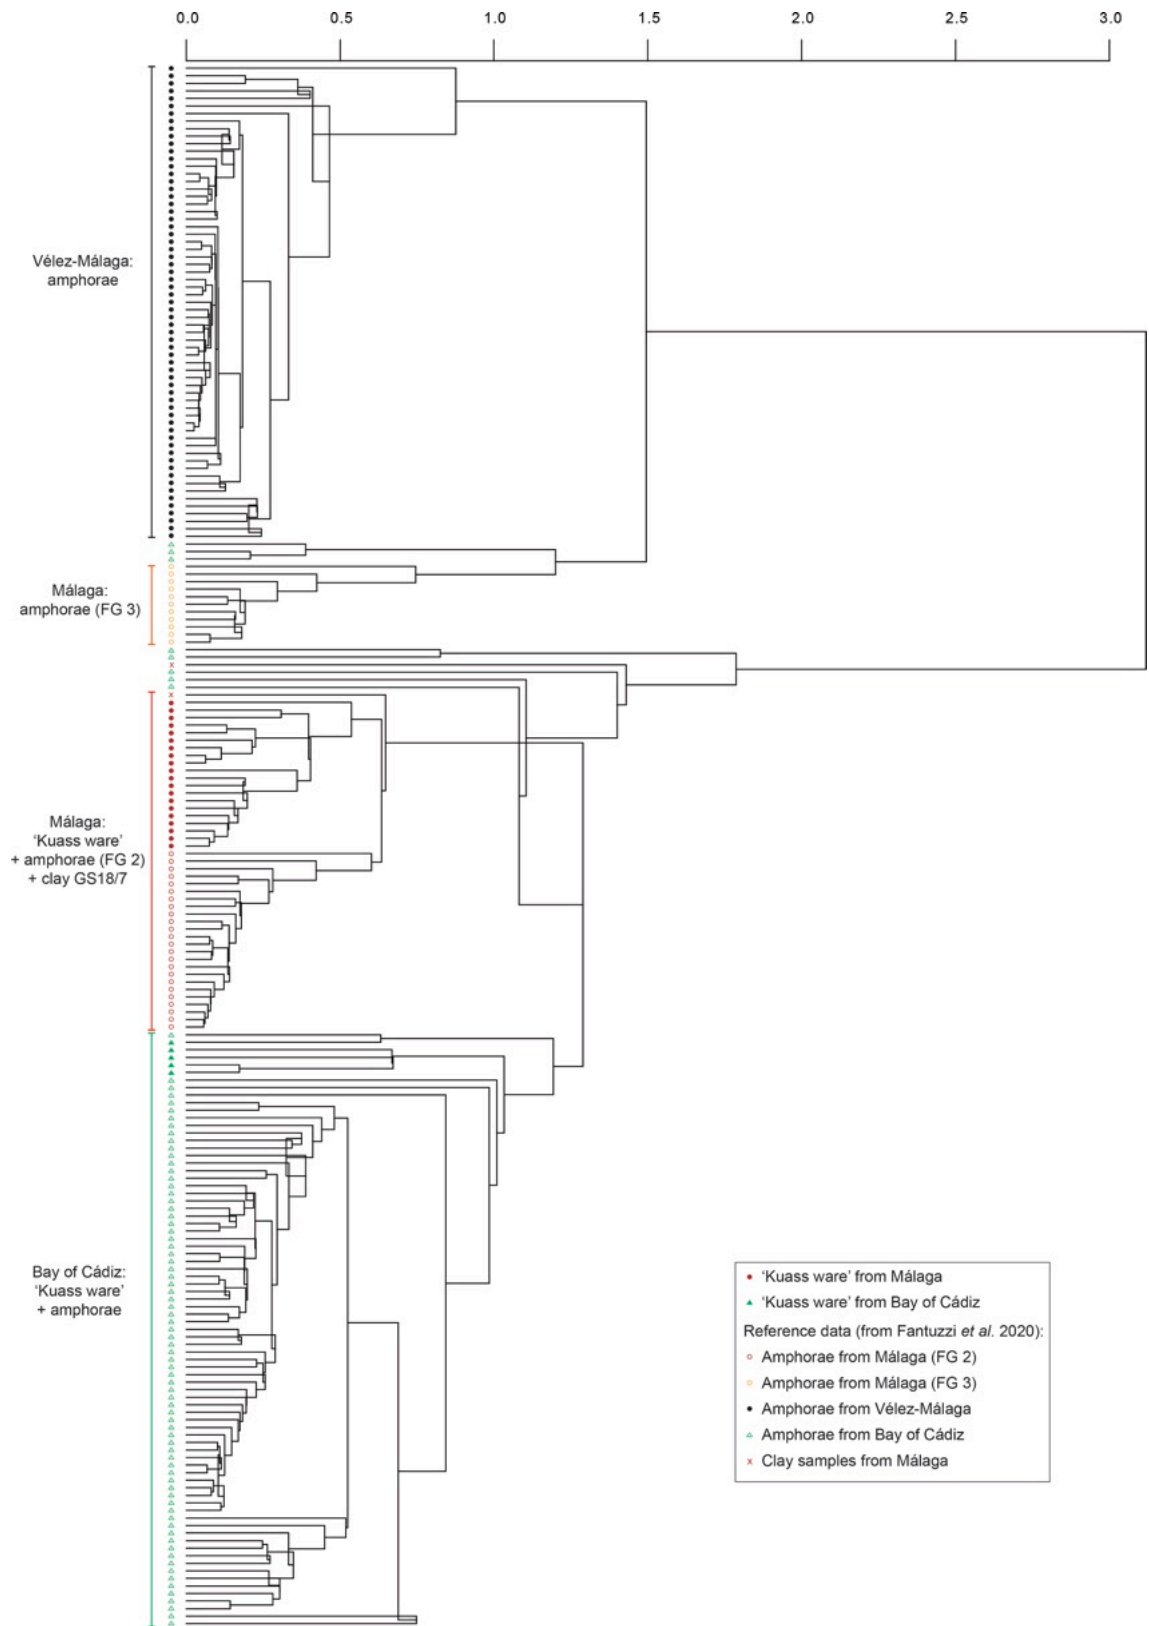 0.0 0.5 1.0 1.5 2.0 2.5 3.0
Vélez-Málaga:
amphorae
Málaga:
amphorae (FG 3)
Málaga:
‘Kuass ware’
+ amphorae (FG 2)
+ clay GS18/7
Bay of Cádiz:
‘Kuass ware’
+ amphorae
‘Kuass ware’ from Málaga
‘Kuass ware’ from Bay of Cádiz
Reference data (from Fantuzzi et al. 2020):
Amphorae from Málaga (FG 2)
Amphorae from Málaga (FG 3)
Amphorae from Vélez-Málaga
Amphorae from Bay of Cádiz
x Clay samples from Málaga